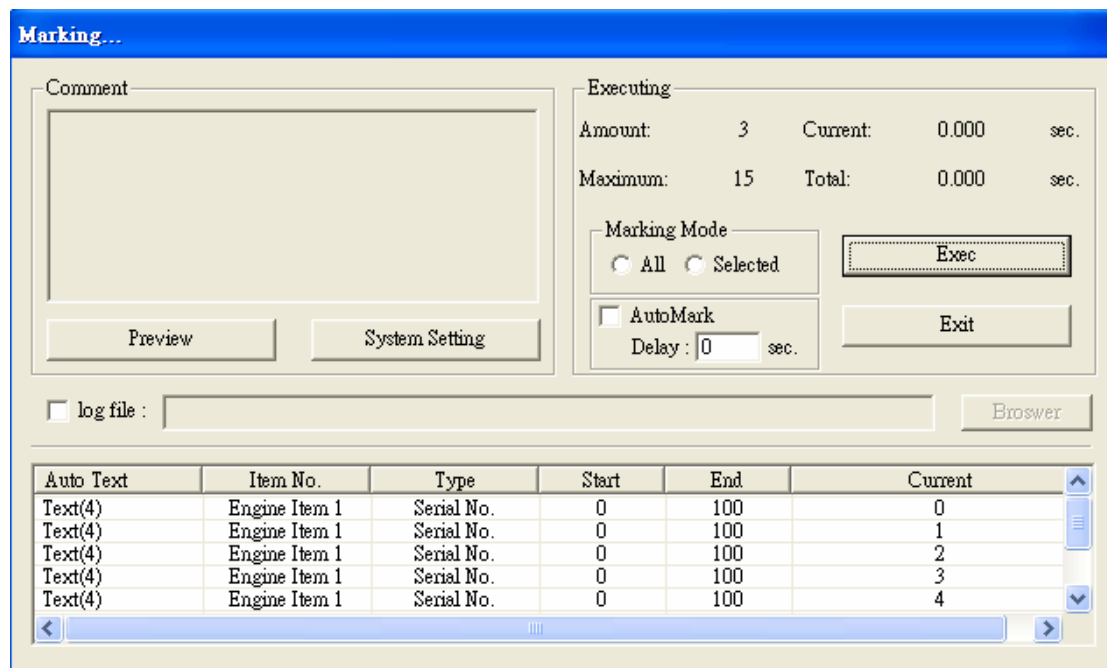 Marking...
Comment
Preview
System Setting
Executing
Amount: 3 Current: 0.000 sec.
Maximum: 15 Total: 0.000 sec.
Marking Mode
All Selected
Exec
AutoMark
Delay : 0 sec.
Exit
log file :
Broswer
Auto Text Item No. Type Start End Current
Text(4) Engine Item 1 Serial No. 0 100 0
Text(4) Engine Item 1 Serial No. 0 100 1
Text(4) Engine Item 1 Serial No. 0 100 2
Text(4) Engine Item 1 Serial No. 0 100 3
Text(4) Engine Item 1 Serial No. 0 100 4